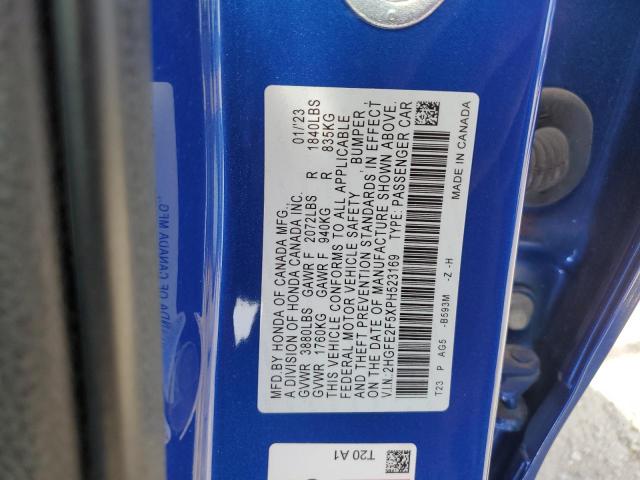 MFD.BY HONDA OF CANADA MFG. 01/23
A DIVISION OF HONDA CANADA INC.
GVWR 3880LBS GAWR F 2072LBS R 1840LBS
GVWR 1760KG GAWR F 940KG R 835KG
THIS VEHICLE CONFORMS TO ALL APPLICABLE
FEDERAL MOTOR VEHICLE SAFETY , BUMPER ,
AND THEFT PREVENTION STANDARDS IN EFFECT
ON THE DATE OF MANUFACTURE SHOWN ABOVE.
V.I.N.:2HGFE2F5XPH523169 TYPE: PASSENGER CAR
T23 P AG5 -B593M -Z -H
MADE IN CANADA
T20 A1